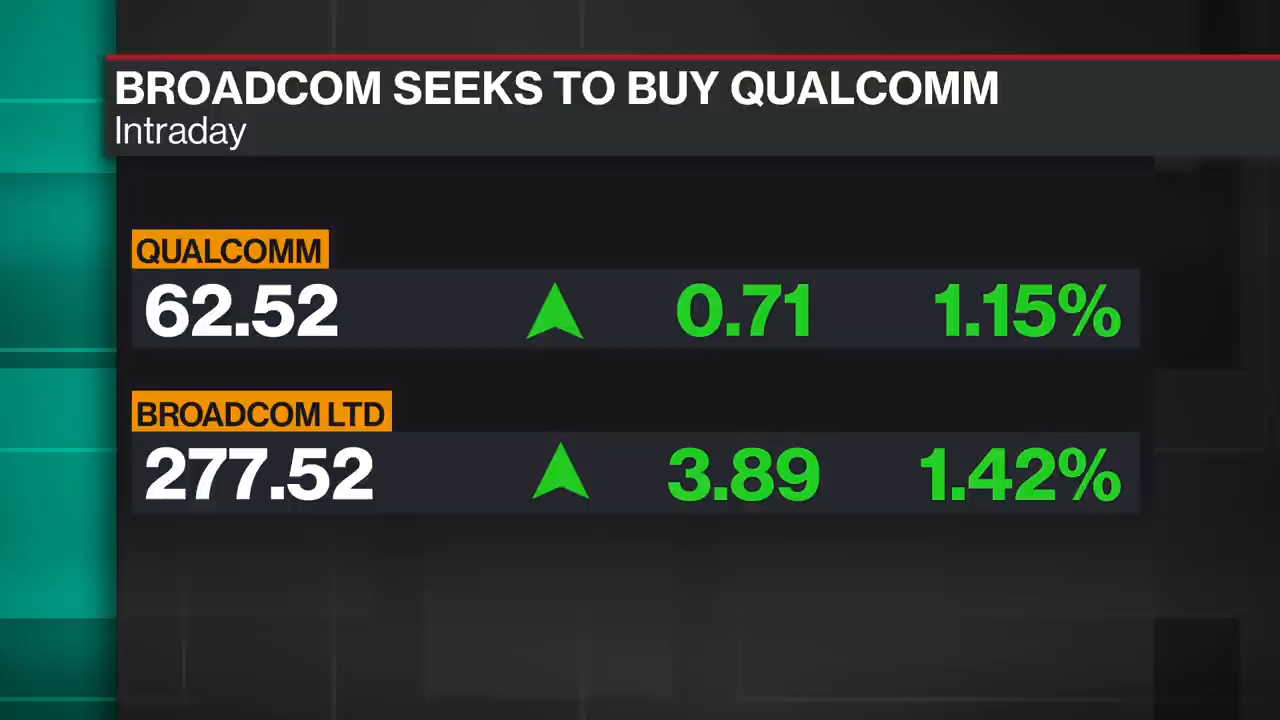 BROADCOM SEEKS TO BUY QUALCOMM
Intraday
QUALCOMM
62.52 0.71 1.15%
BROADCOM LTD
277.52 3.89 1.42%